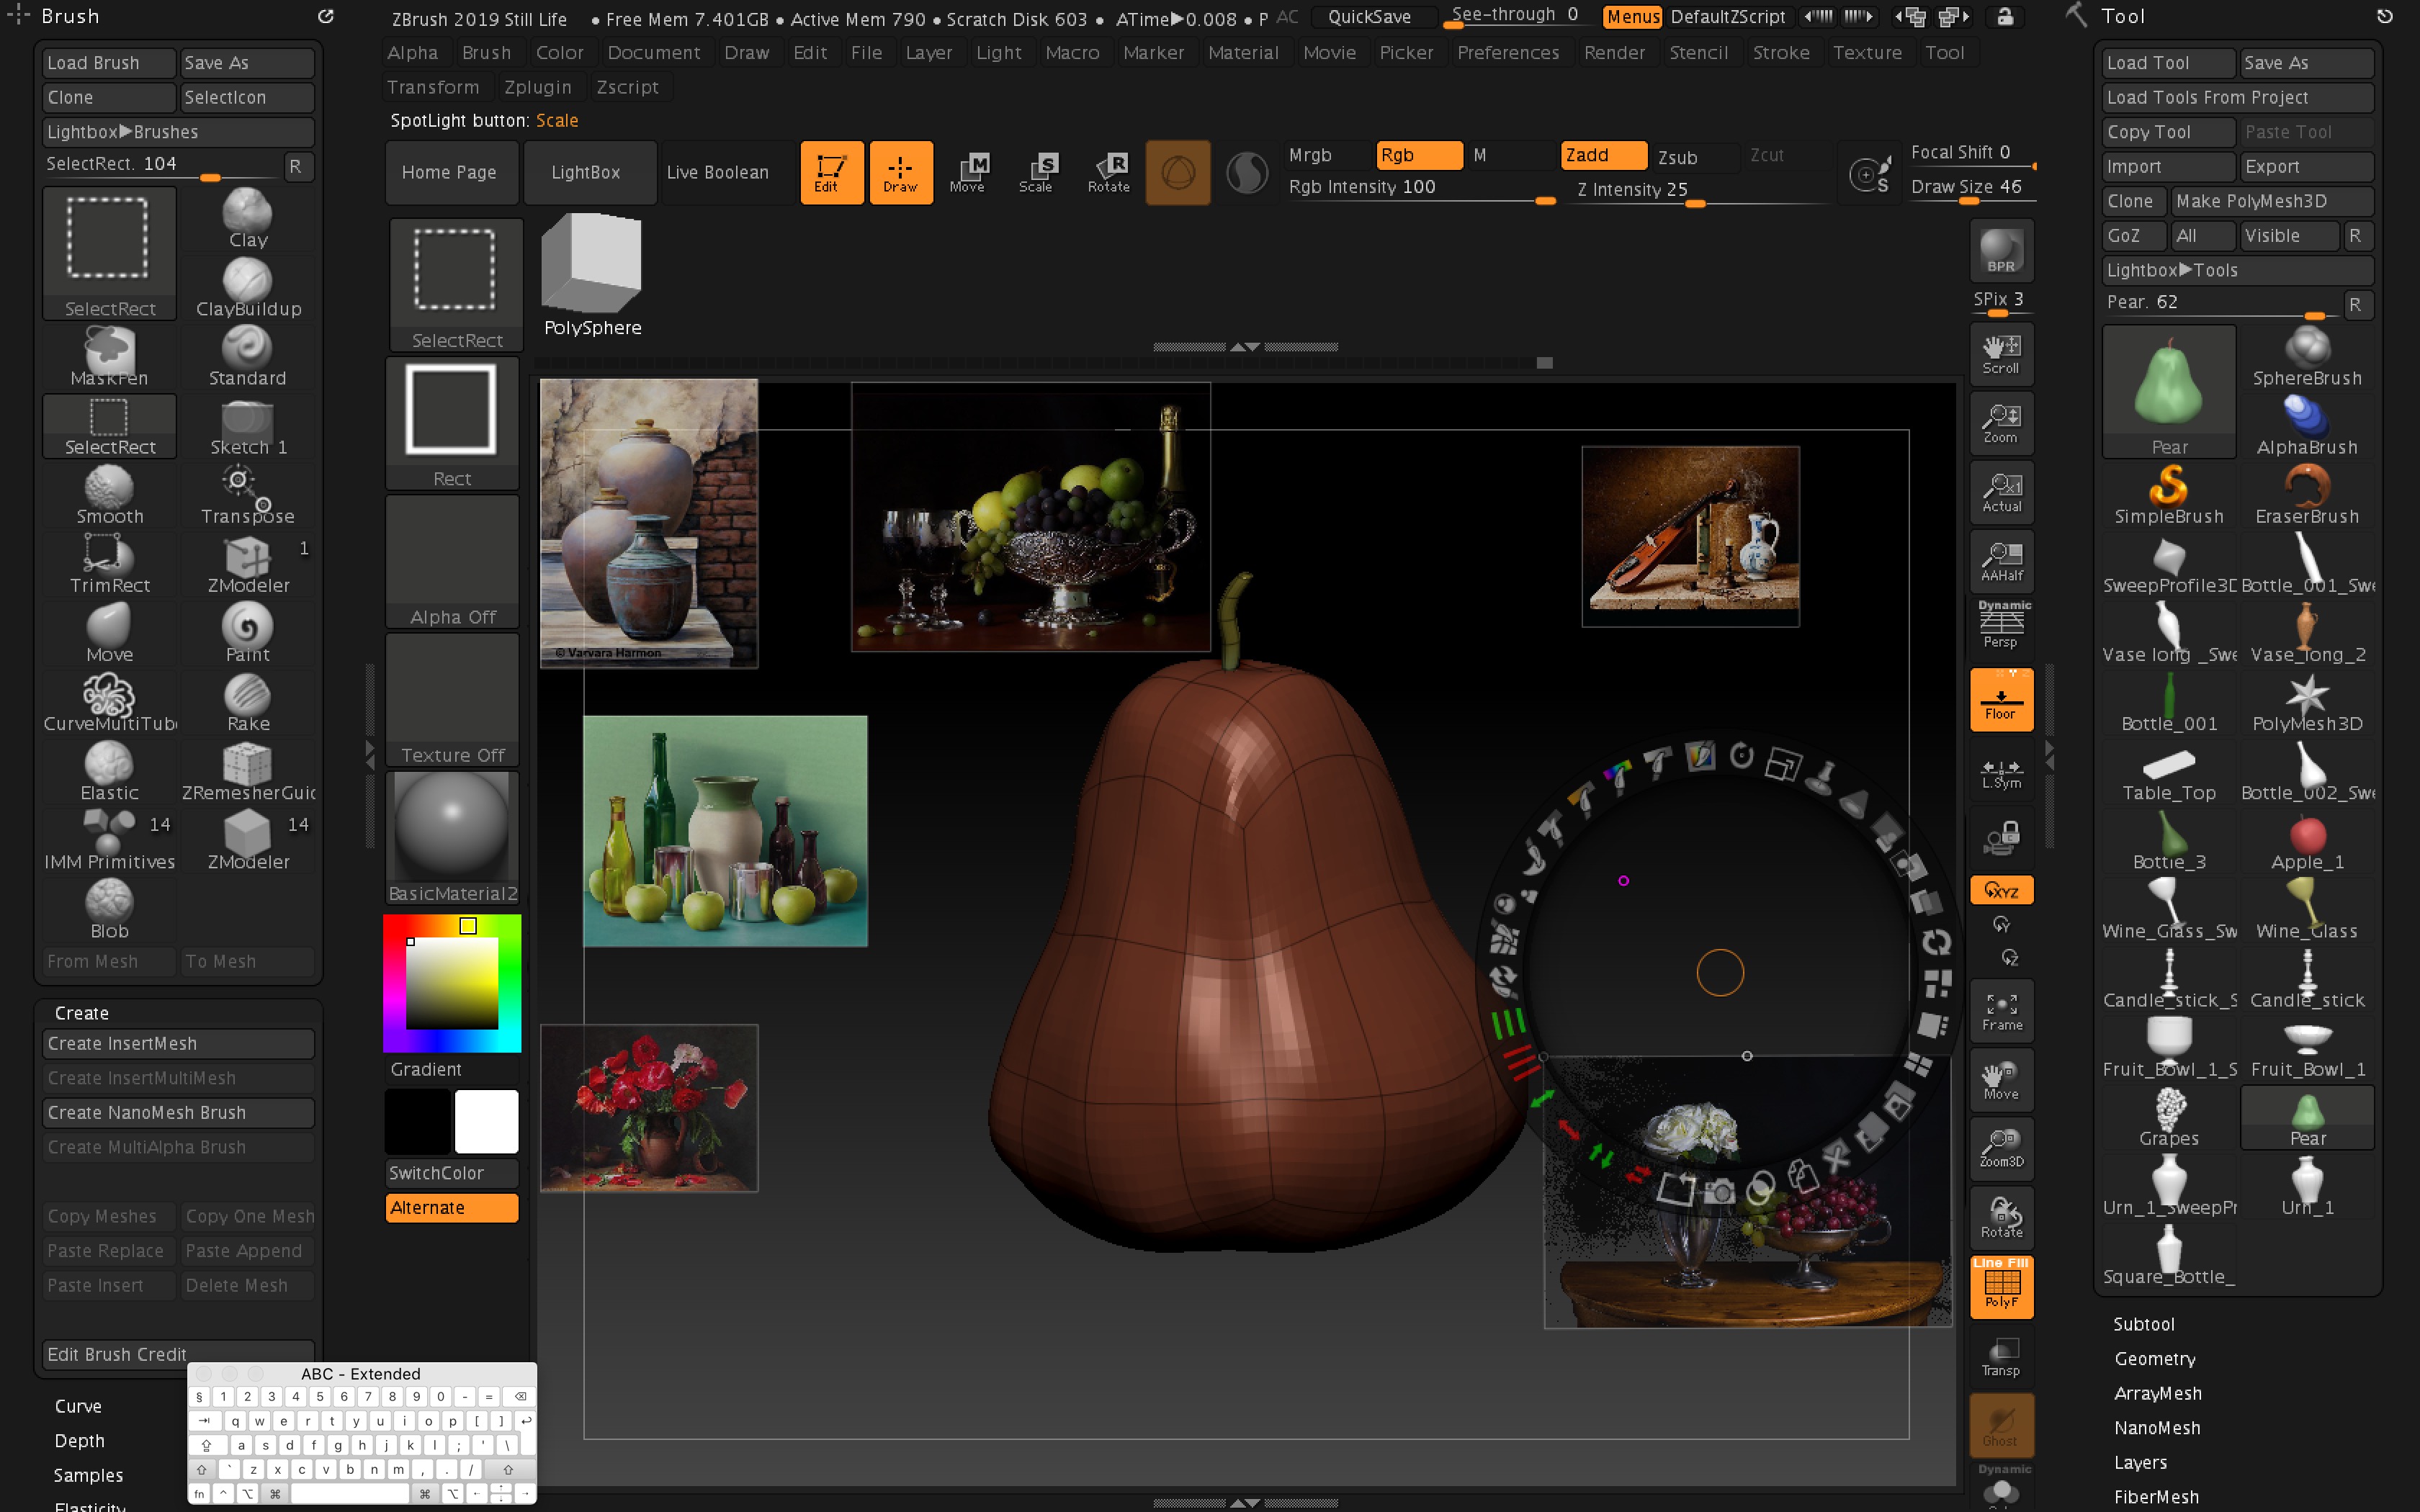 Brush
Load Brush
Save As
Clone
SelectIcon
Lightbox▶Brushes
SelectRect. 104
R
SelectRect
Clay
ClayBuildup
MaskPen
Standard
SelectRect
Sketch 1
Smooth
Transpose
TrimRect
1
ZModeler
Move
Paint
CurveMultiTub
Rake
Elastic
ZRemesherGuid
14
IMM Primitives
14
ZModeler
Blob
From Mesh
To Mesh
Create
Create InsertMesh
Create InsertMultiMesh
Create NanoMesh Brush
Create MultiAlpha Brush
Copy Meshes
Copy One Mesh
Paste Replace
Paste Append
Paste Insert
Delete Mesh
Edit Brush Credit
Curve
Depth
Samples
Elasticity
ABC - Extended
§ 1 2 3 4 5 6 7 8 9 0 - =
q w e r t y u i o p [ ]
a s d f g h j k l ; ' \
` z x c v b n m , . /
fn ^ ⌥ ⌘ ⌘ ⌥
ZBrush 2019 Still Life • Free Mem 7.401GB • Active Mem 790 • Scratch Disk 603 • ATime▶0.008 • P
AC
QuickSave
See-through 0
Menus
DefaultZScript
Alpha Brush Color Document Draw Edit File Layer Light Macro Marker Material Movie Picker Preferences Render Stencil Stroke Texture Tool
Transform Zplugin Zscript
SpotLight button: Scale
Home Page
LightBox
Live Boolean
Edit
Draw
M
Move
S
Scale
R
Rotate
Mrgb
Rgb
M
Zadd
Zsub
Zcut
Rgb Intensity 100
Z Intensity 25
S
Focal Shift 0
Draw Size 46
SelectRect
PolySphere
Rect
Alpha Off
Texture Off
BasicMaterial2
Gradient
SwitchColor
Alternate
© Varvara Harmon
BPR
SPix 3
Scroll
Zoom
x1
Actual
AAHalf
Dynamic
Persp
Floor
L.Sym
XYZ
Y
Z
Frame
Move
Zoom3D
Rotate
Line Fill
PolyF
Transp
Ghost
Dynamic
Tool
Load Tool
Save As
Load Tools From Project
Copy Tool
Paste Tool
Import
Export
Clone
Make PolyMesh3D
GoZ
All
Visible
R
Lightbox▶Tools
Pear. 62
R
Pear
SphereBrush
AlphaBrush
SimpleBrush
EraserBrush
SweepProfile3D
Bottle_001_Swe
Vase long _Swe
Vase_long_2
Bottle_001
PolyMesh3D
Table_Top
Bottle_002_Swe
Bottle_3
Apple_1
Wine_Glass_Sw
Wine_Glass
Candle_stick_S
Candle_stick
Fruit_Bowl_1_S
Fruit_Bowl_1
Grapes
Pear
Urn_1_SweepPr
Urn_1
Square_Bottle_
Subtool
Geometry
ArrayMesh
NanoMesh
Layers
FiberMesh